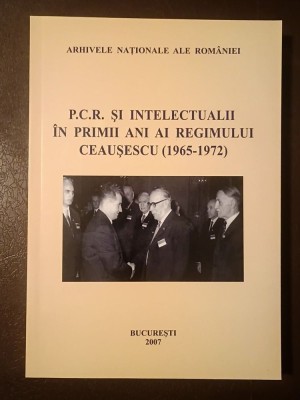 ARHIVELE NAȚIONALE ALE ROMÂNIEI
P.C.R. ȘI INTELECTUALII
ÎN PRIMII ANI AI REGIMULUI
CEAUȘESCU (1965-1972)
BUCUREȘTI
2007